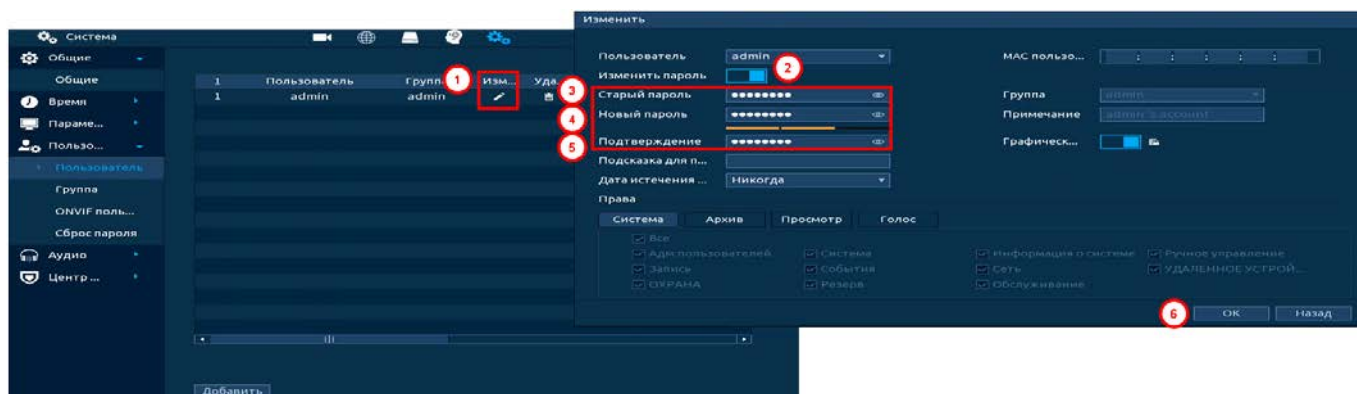 Система
Общие
Общие
Время
Параме...
Пользо...
Пользователь
Группа
ONVIF поль...
Сброс пароля
Аудио
Центр ...
1 Пользователь Групп. Изм... Уда.
1 admin admin
Добавить
1
2
3
4
5
6
Изменить
Пользователь admin
MAC пользо...
Изменить пароль
Старый пароль
Группа admin
Новый пароль
Примечание admin 's account
Подтверждение
Графическ...
Подсказка для п...
Дата истечения ... Никогда
Права
Система Архив Просмотр Голос
Все
Адм пользователей Система Информация о системе Ручное управление
Запись События Сеть УДАЛЕННОЕ УСТРОЙ...
ОХРАНА Резерв Обслуживание
ОК Назад